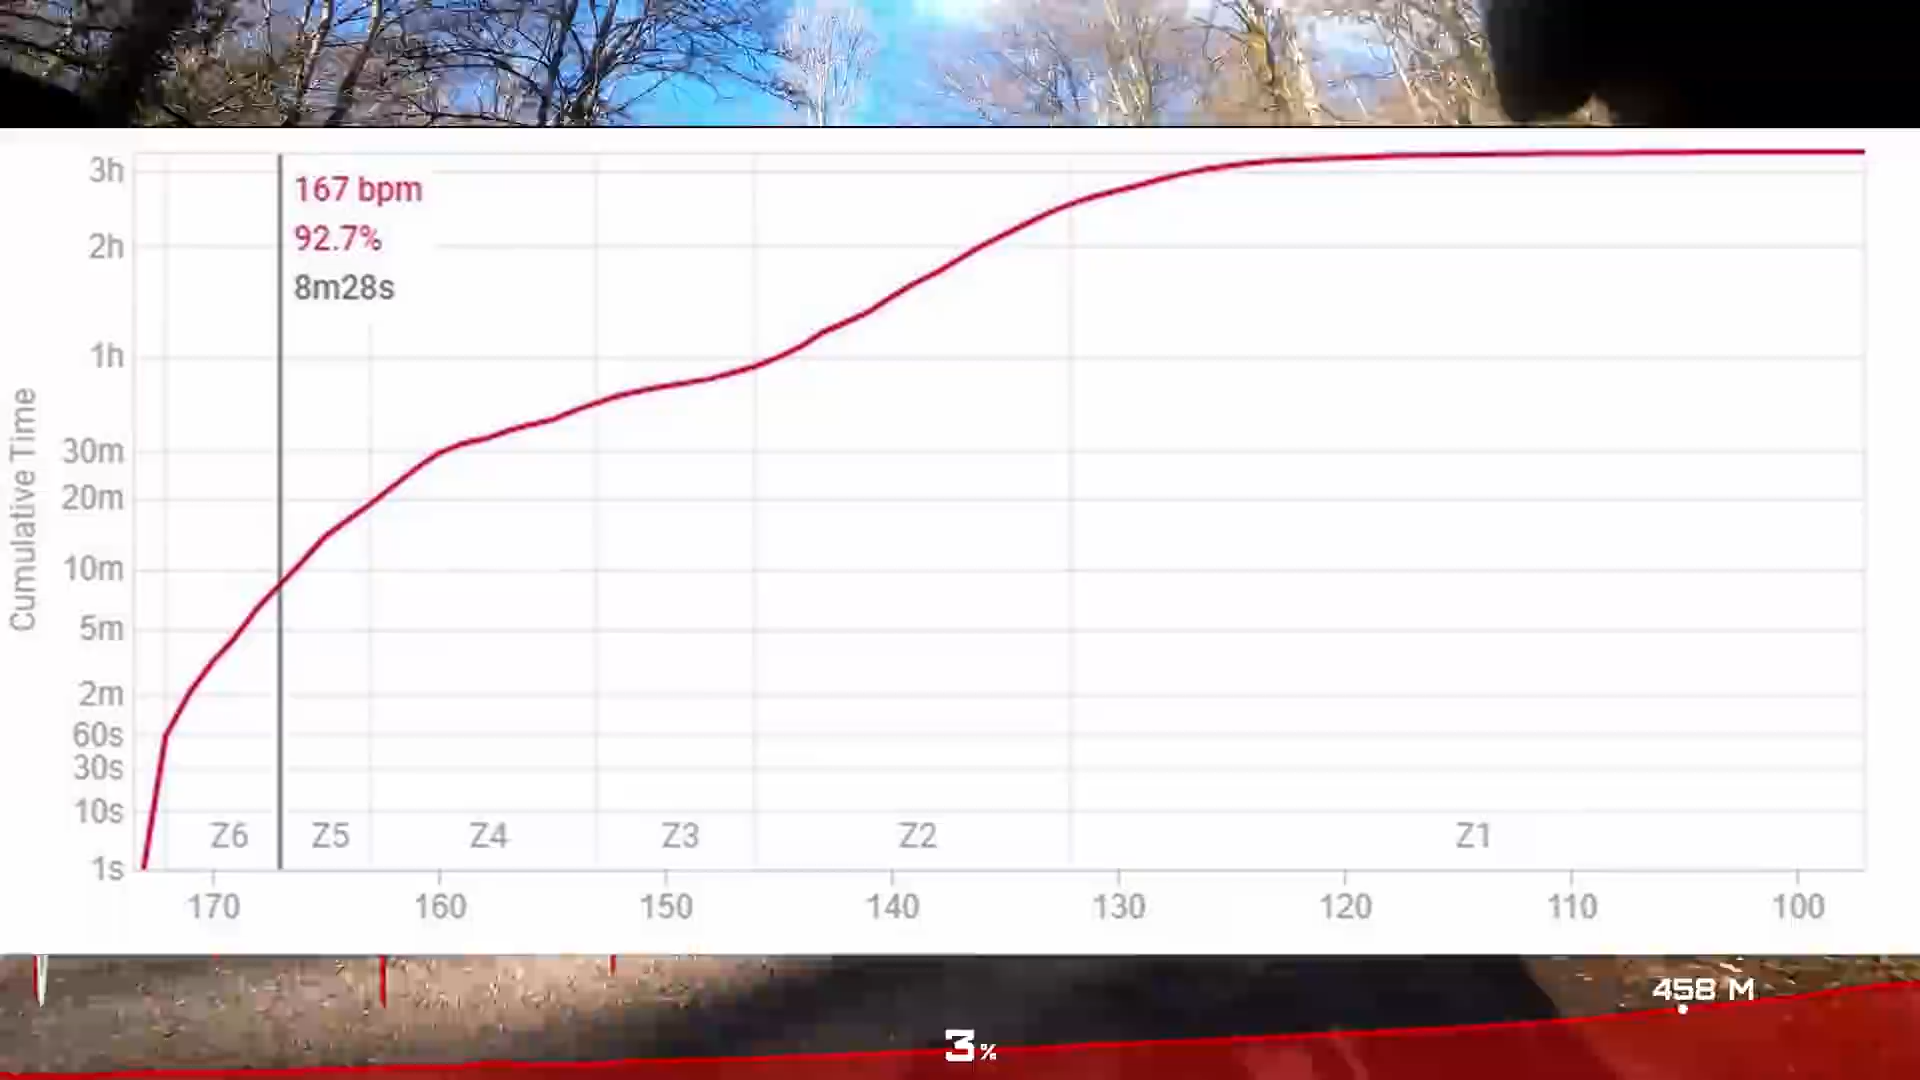 167 bpm
92.7%
8m28s
Cumulative Time
3h
2h
1h
30m
20m
10m
5m
2m
60s
30s
10s
1s
Z6 Z5 Z4 Z3 Z2 Z1
170 160 150 140 130 120 110 100
458 M
3%